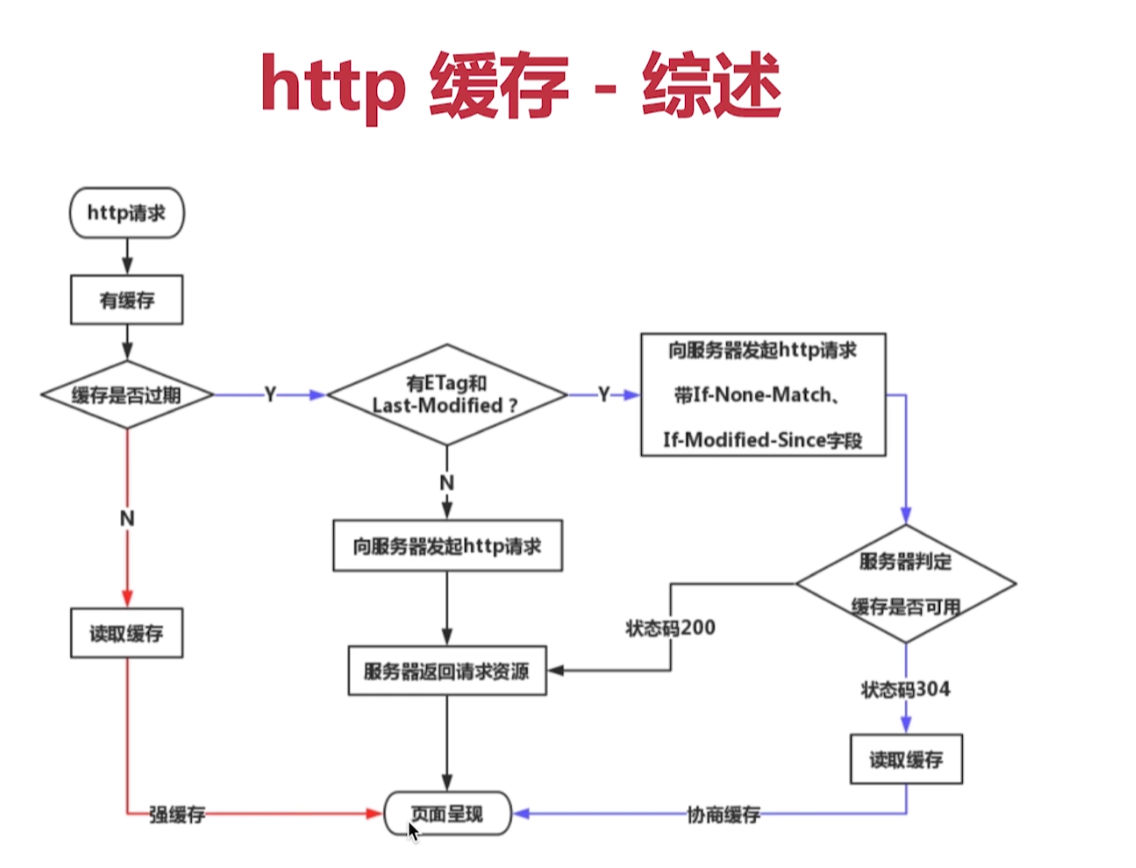 http 缓存 - 综述
http请求
有缓存
缓存是否过期
Y
有ETag和
Last-Modified ?
Y
向服务器发起http请求
带If-None-Match、
If-Modified-Since字段
N
N
向服务器发起http请求
服务器判定
缓存是否可用
读取缓存
状态码200
服务器返回请求资源
状态码304
读取缓存
强缓存
页面呈现
协商缓存